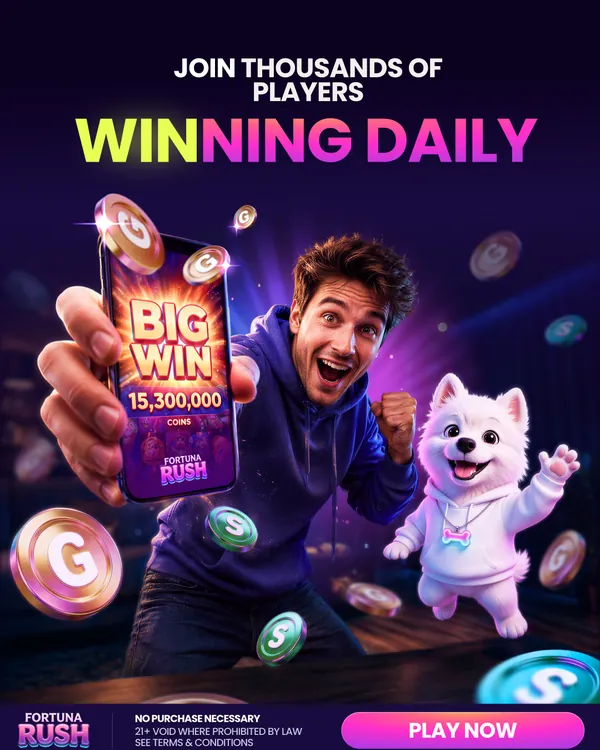 JOIN THOUSANDS OF
PLAYERS
WINNING DAILY
G
G
G
G
S
BIG
WIN
15,300,000
COINS
FORTUNA
RUSH
G
S
G
G
S
S
FORTUNA
RUSH
NO PURCHASE NECESSARY
21+ VOID WHERE PROHIBITED BY LAW
SEE TERMS & CONDITIONS
PLAY NOW